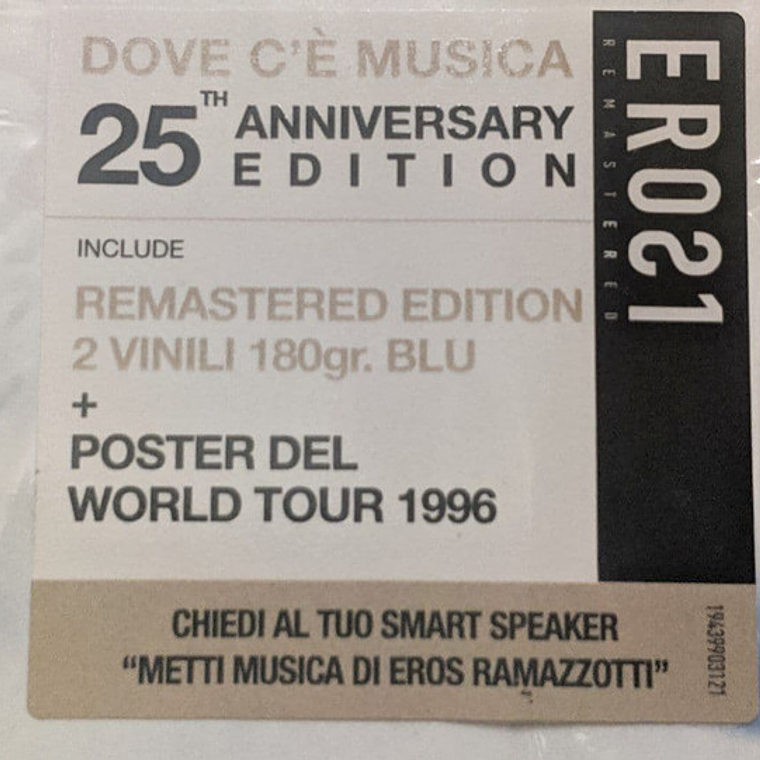 DOVE C'È MUSICA
25TH ANNIVERSARY
EDITION
INCLUDE
REMASTERED EDITION
2 VINILI 180gr. BLU
+
POSTER DEL
WORLD TOUR 1996
CHIEDI AL TUO SMART SPEAKER
“METTI MUSICA DI EROS RAMAZZOTTI”
EROS21
REMASTERED
19439903121